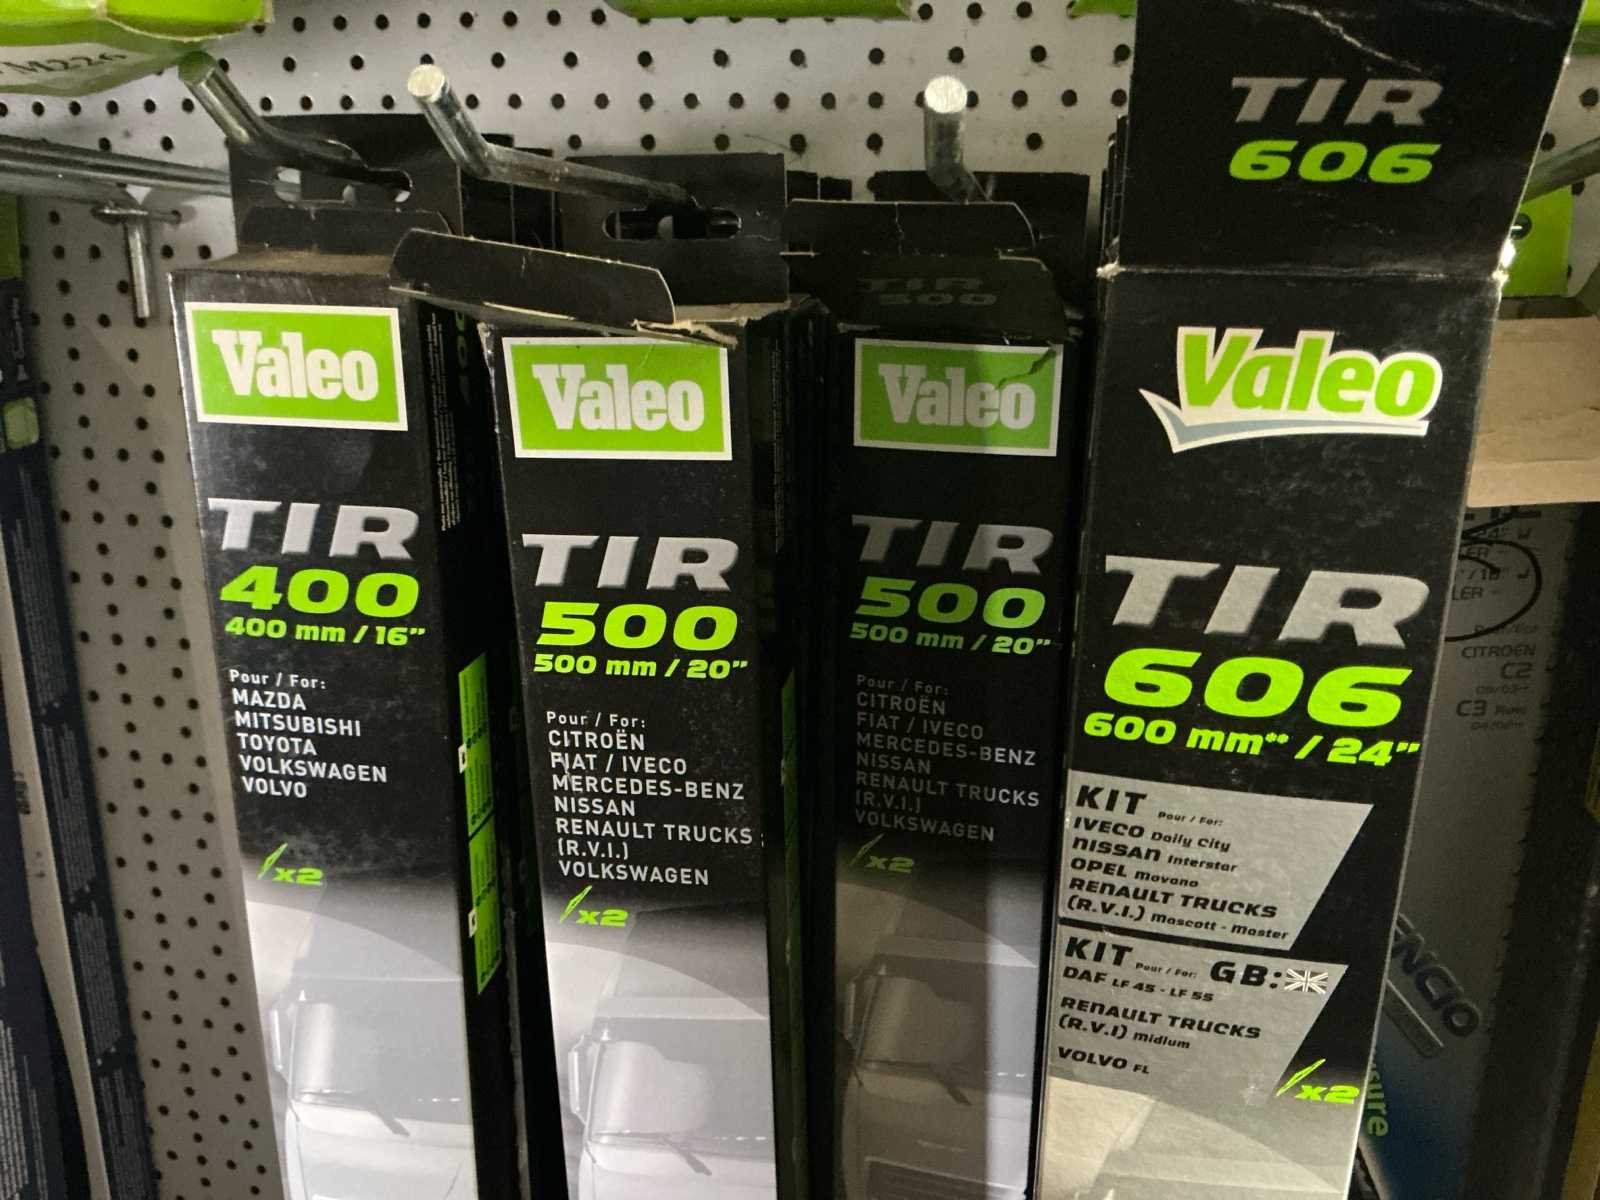 M226
Valeo
TIR
400
400 mm / 16"
Pour / For:
MAZDA
MITSUBISHI
TOYOTA
VOLKSWAGEN
VOLVO
x2
Valeo
TIR
500
500 mm / 20"
Pour / For:
CITROËN
FIAT / IVECO
MERCEDES-BENZ
NISSAN
RENAULT TRUCKS
(R.V.I.)
VOLKSWAGEN
x2
TIR
500
Valeo
TIR
500
500 mm / 20"
Pour / For:
CITROËN
FIAT / IVECO
MERCEDES-BENZ
NISSAN
RENAULT TRUCKS
(R.V.I.)
VOLKSWAGEN
x2
TIR
606
Valeo
TIR
606
600 mm** / 24"
KIT Pour / For:
IVECO Daily City
NISSAN Interstar
OPEL Movano
RENAULT TRUCKS
(R.V.I.) mascott - Master
KIT Pour / For: GB:
DAF LF 45 - LF 55
RENAULT TRUCKS
(R.V.I) midlum
VOLVO FL
x2
CITROËN
C2
C3